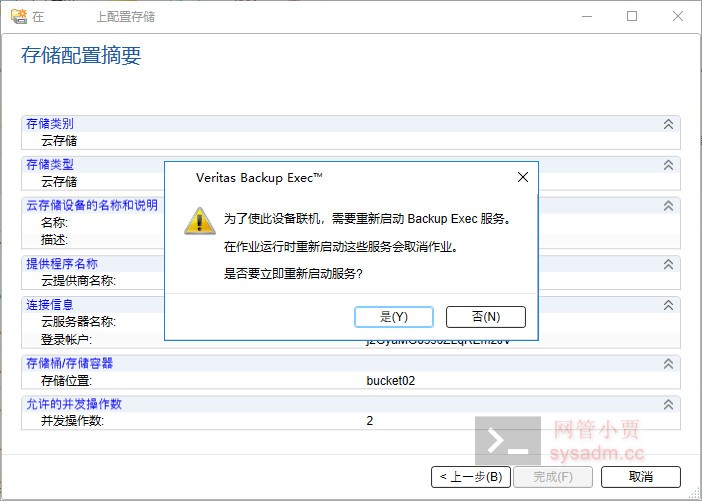 在 上配置存储
存储配置摘要
存储类别
云存储
存储类型
云存储
云存储设备的名称和说明
名称:
描述:
提供程序名称
云提供商名称:
连接信息
云服务器名称:
登录帐户:
存储桶/存储容器
存储位置: bucket02
允许的并发操作数
并发操作数: 2
Veritas Backup Exec™
为了使此设备联机，需要重新启动 Backup Exec 服务。
在作业运行时重新启动这些服务会取消作业。
是否要立即重新启动服务?
是(Y) 否(N)
网管小贾
sysadm.cc
< 上一步(B) 完成(F) 取消